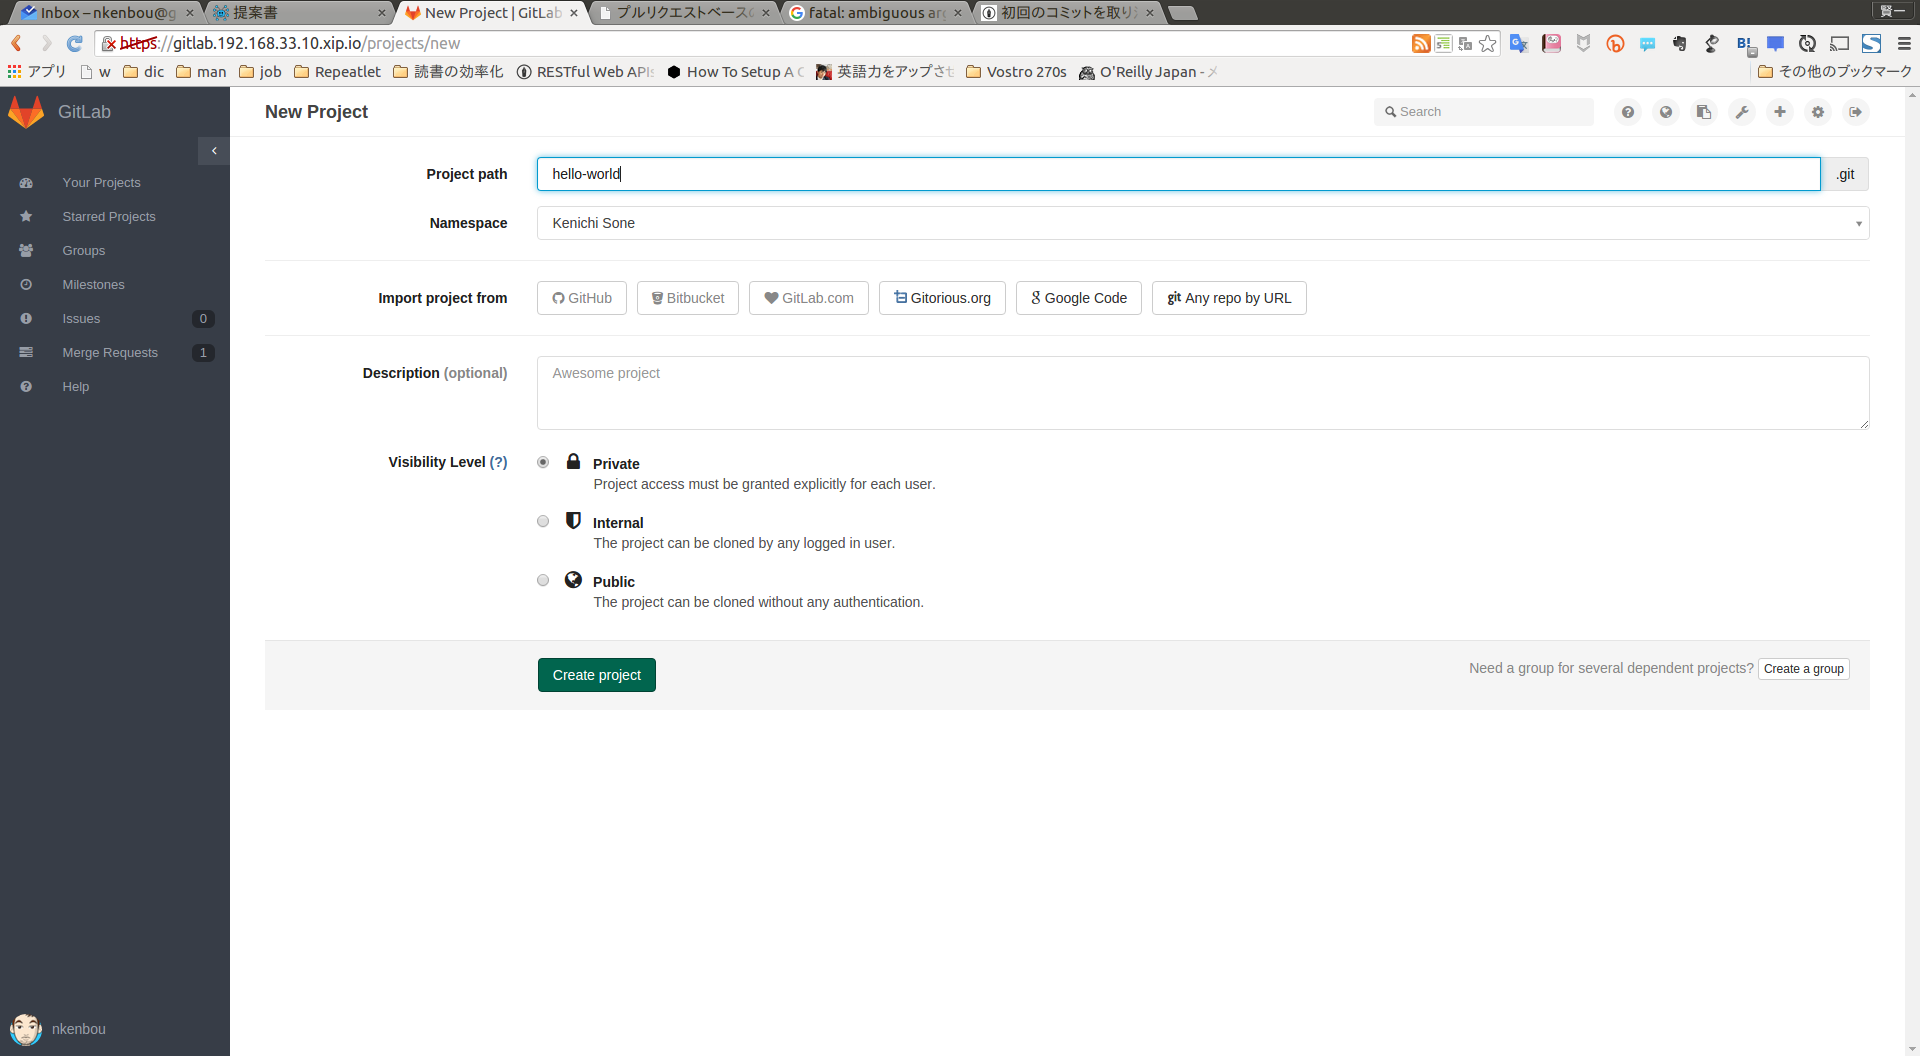 Inbox – nkenbou@g
提案書
New Project | GitLab
プルリクエストベースの
fatal: ambiguous ar
初回のコミットを取り
賢一
https://gitlab.192.168.33.10.xip.io/projects/new
アプリ
w
dic
man
job
Repeatlet
読書の効率化
RESTful Web APIs
How To Setup A C
英語力をアップさせ
Vostro 270s
O'Reilly Japan - メ
その他のブックマーク
GitLab
New Project
Search
Your Projects
Starred Projects
Groups
Milestones
Issues 0
Merge Requests 1
Help
nkenbou
Project path hello-world .git
Namespace Kenichi Sone
Import project from GitHub Bitbucket GitLab.com Gitorious.org Google Code git Any repo by URL
Description (optional) Awesome project
Visibility Level (?)
Private
Project access must be granted explicitly for each user.
Internal
The project can be cloned by any logged in user.
Public
The project can be cloned without any authentication.
Create project
Need a group for several dependent projects? Create a group